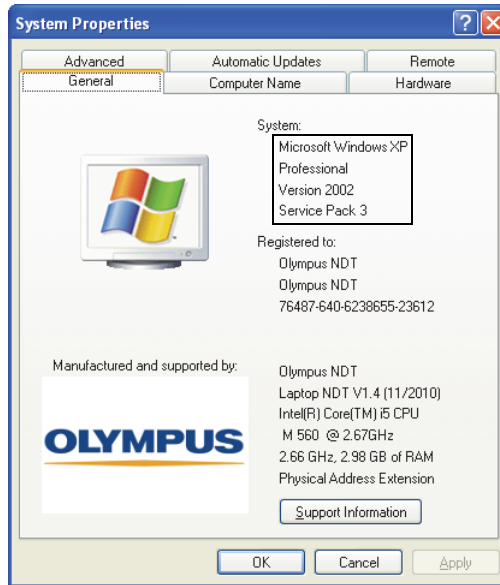 System Properties
Advanced
Automatic Updates
Remote
General
Computer Name
Hardware
System:
Microsoft Windows XP
Professional
Version 2002
Service Pack 3
Registered to:
Olympus NDT
Olympus NDT
76487-640-6238655-23612
Manufactured and supported by:
OLYMPUS
Olympus NDT
Laptop NDT V1.4 (11/2010)
Intel(R) Core(TM) i5 CPU
M 560 @ 2.67GHz
2.66 GHz, 2.98 GB of RAM
Physical Address Extension
Support Information
OK
Cancel
Apply